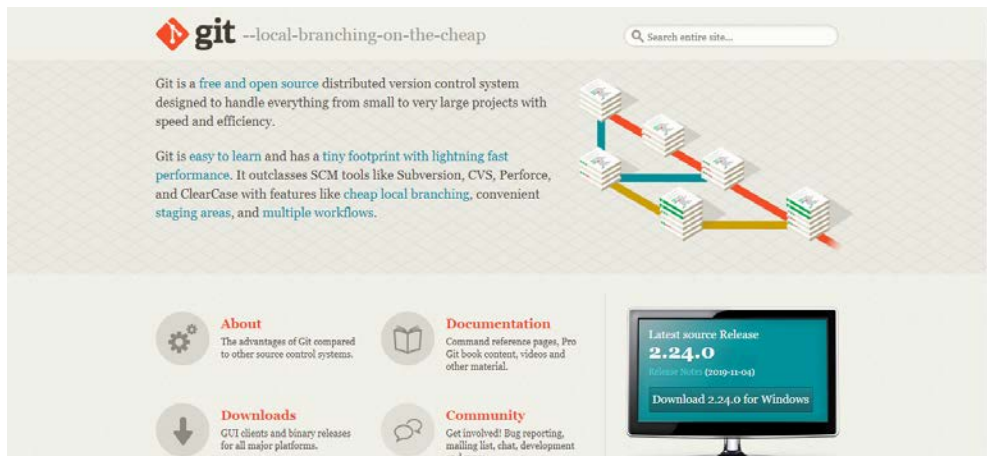 git --local-branching-on-the-cheap
Search entire site...
Git is a free and open source distributed version control system
designed to handle everything from small to very large projects with
speed and efficiency.
Git is easy to learn and has a tiny footprint with lightning fast
performance. It outclasses SCM tools like Subversion, CVS, Perforce,
and ClearCase with features like cheap local branching, convenient
staging areas, and multiple workflows.
About
The advantages of Git compared
to other source control systems.
Documentation
Command reference pages, Pro
Git book content, videos and
other material.
Downloads
GUI clients and binary releases
for all major platforms.
Community
Get involved! Bug reporting,
mailing list, chat, development
Latest source Release
2.24.0
Release Notes (2019-11-04)
Download 2.24.0 for Windows